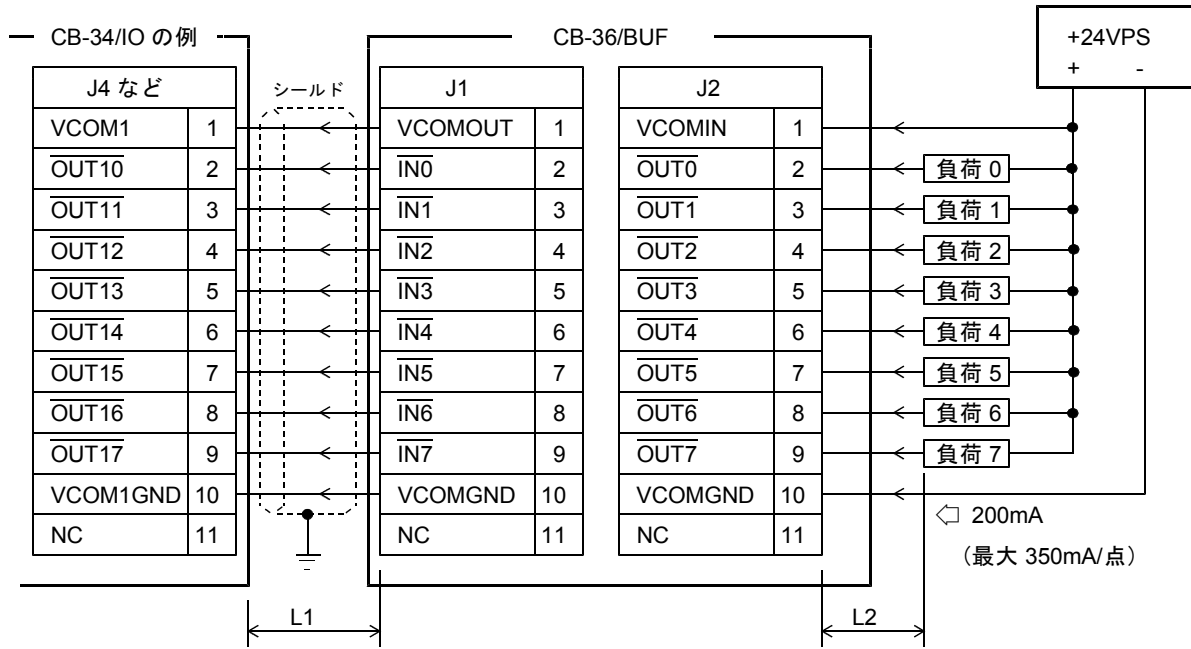 CB-34/IO の例
CB-36/BUF
+24VPS
+ -
J4 など
シールド
J1
J2
VCOM1 1 VCOMOUT 1 VCOMIN 1
OUT10 2 IN0 2 OUT0 2 負荷 0
OUT11 3 IN1 3 OUT1 3 負荷 1
OUT12 4 IN2 4 OUT2 4 負荷 2
OUT13 5 IN3 5 OUT3 5 負荷 3
OUT14 6 IN4 6 OUT4 6 負荷 4
OUT15 7 IN5 7 OUT5 7 負荷 5
OUT16 8 IN6 8 OUT6 8 負荷 6
OUT17 9 IN7 9 OUT7 9 負荷 7
VCOM1GND 10 VCOMGND 10 VCOMGND 10
NC 11 NC 11 NC 11
200mA
（最大 350mA/点）
L1
L2